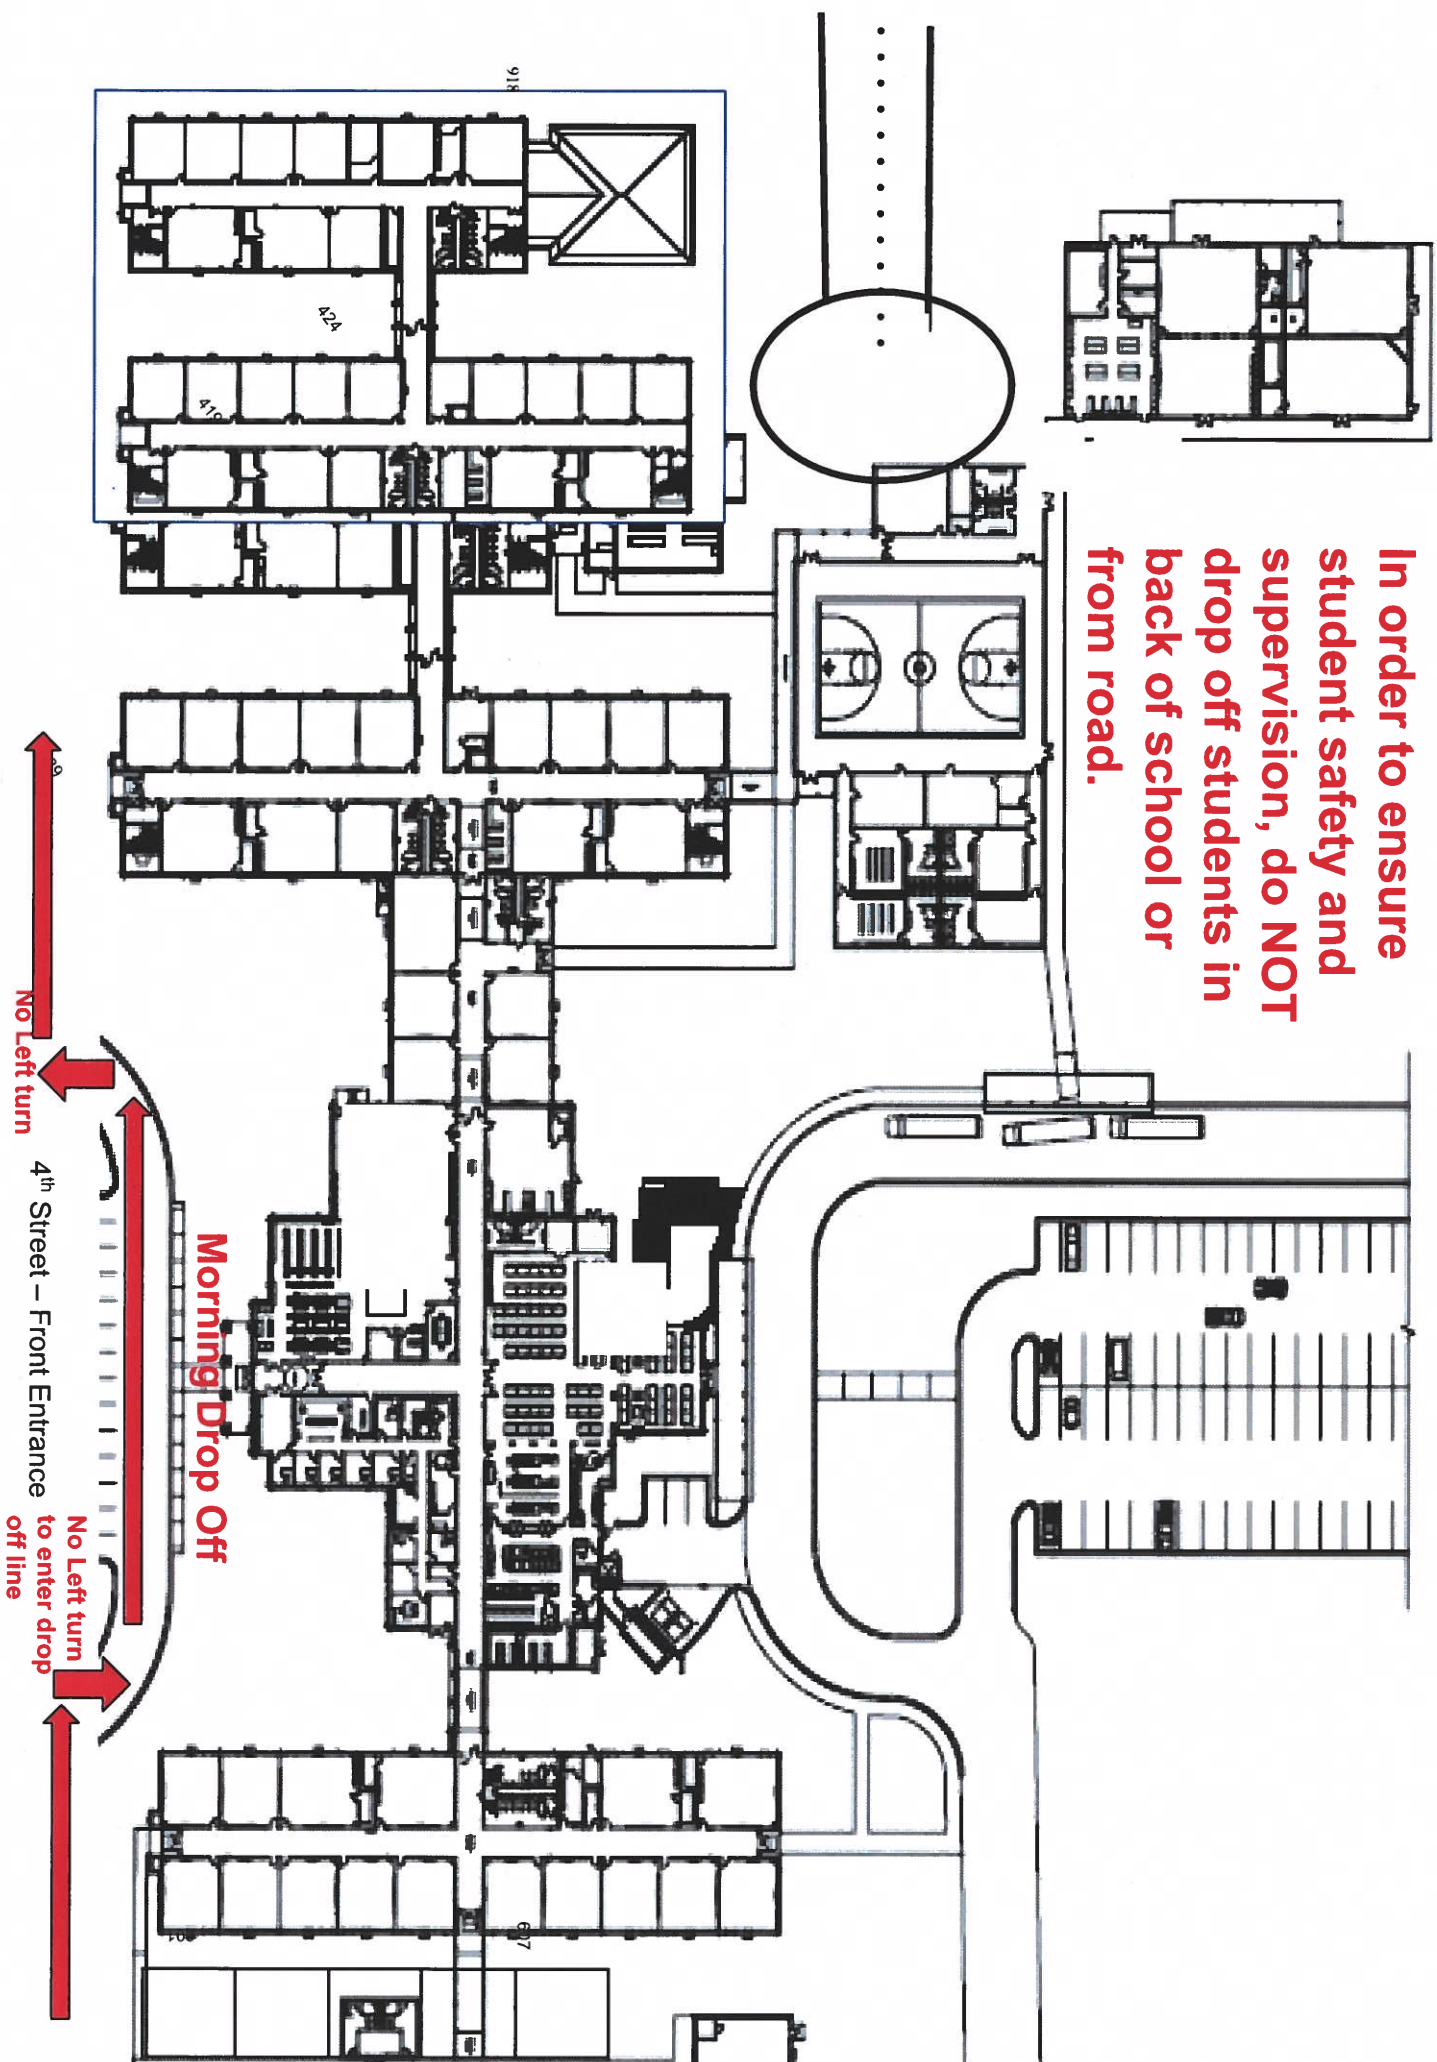 In order to ensure
student safety and
supervision, do NOT
drop off students in
back of school or
from road.
918
424
607
Morning Drop Off
No Left turn
4th Street – Front Entrance
No Left turn
to enter drop
off line